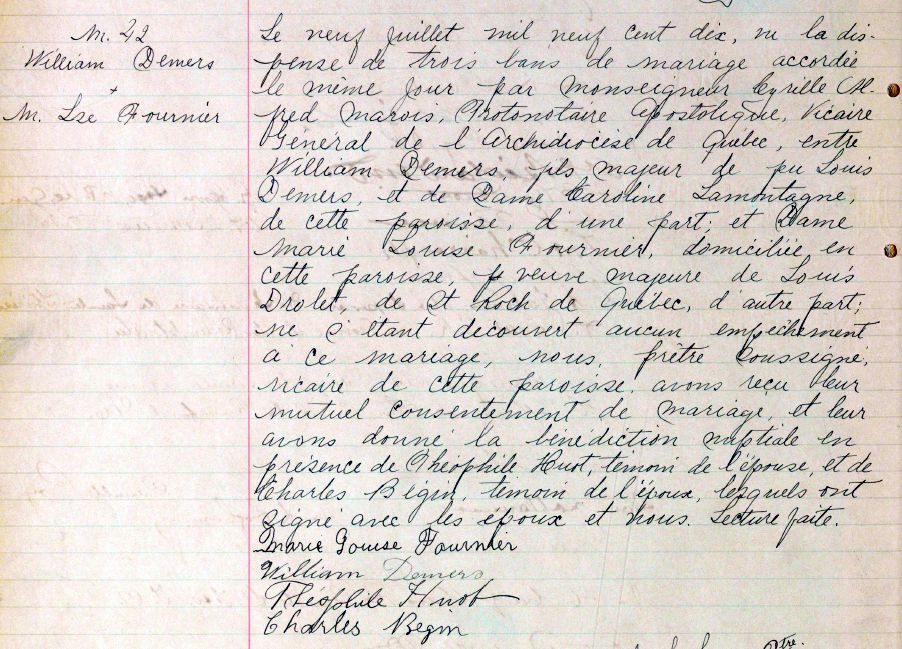 M. 42
William Demers
+
M. Lse Fournier
Le neuf juillet mil neuf cent dix, vu la dis-
pense de trois bans de mariage accordée
le même jour par monseigneur Cyrille Al-
fred Marois, Protonotaire Apostolique, Vicaire
Général de l'Archidiocèse de Québec, entre
William Demers, fils majeur de feu Louis
Demers, et de Dame Caroline Lamontagne,
de cette paroisse, d'une part; et Dame
Marie Louise Fournier, domiciliée en
cette paroisse, veuve majeure de Louis
Drolet, de St Roch de Québec, d'autre part;
ne s'étant découvert aucun empêchement
à ce mariage, nous, prêtre soussigné,
vicaire de cette paroisse, avons reçu leur
mutuel consentement de mariage, et leur
avons donné la bénédiction nuptiale en
présence de Théophile Huot, témoin de l'épouse, et de
Charles Bégin, témoin de l'époux, lesquels ont
signé avec les époux et nous. Lecture faite.
Marie Louise Fournier
William Demers
Theophile Huot
Charles Begin
Ptre.